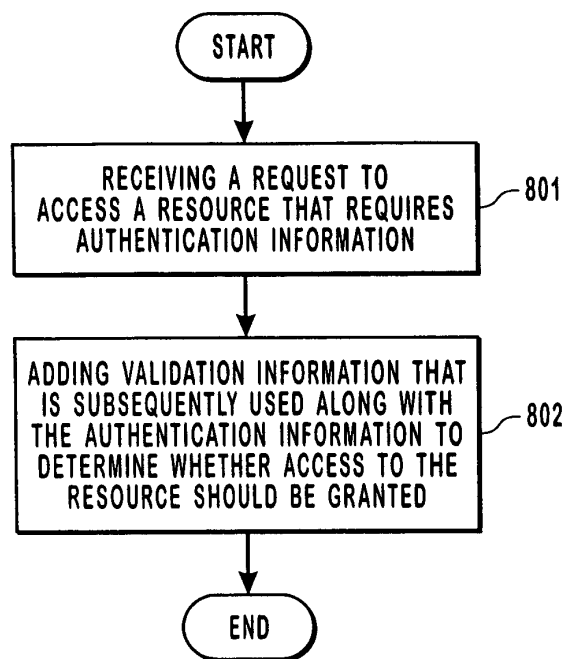 START
RECEIVING A REQUEST TO
ACCESS A RESOURCE THAT REQUIRES
AUTHENTICATION INFORMATION
801
ADDING VALIDATION INFORMATION THAT
IS SUBSEQUENTLY USED ALONG WITH
THE AUTHENTICATION INFORMATION TO
DETERMINE WHETHER ACCESS TO THE
RESOURCE SHOULD BE GRANTED
802
END